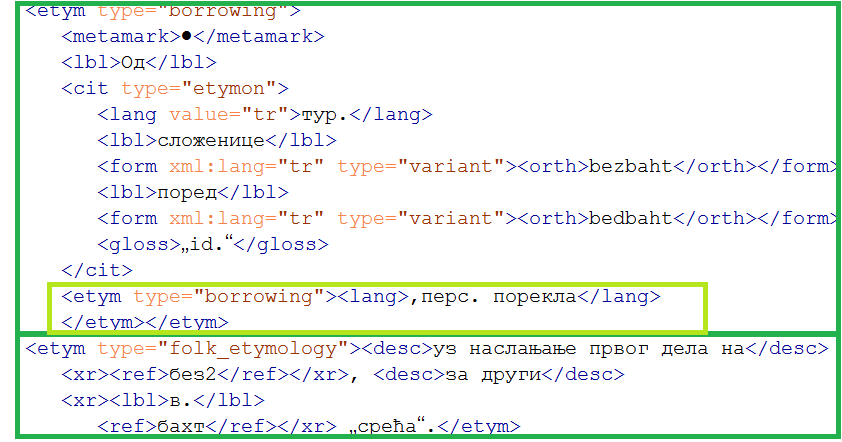 <etym type="borrowing">
<metamark>●</metamark>
<lbl>Од</lbl>
<cit type="etymon">
<lang value="tr">тур.</lang>
<lbl>сложенице</lbl>
<form xml:lang="tr" type="variant"><orth>bezbaht</orth></form>
<lbl>поред</lbl>
<form xml:lang="tr" type="variant"><orth>bedbaht</orth></form>
<gloss>„id.“</gloss>
</cit>
<etym type="borrowing"><lang>,перс. порекла</lang>
</etym></etym>
<etym type="folk_etymology"><desc>уз наслањање првог дела на</desc>
<xr><ref>без2</ref></xr>, <desc>за други</desc>
<xr><lbl>в.</lbl>
<ref>бахт</ref></xr> „срећа“.</etym>